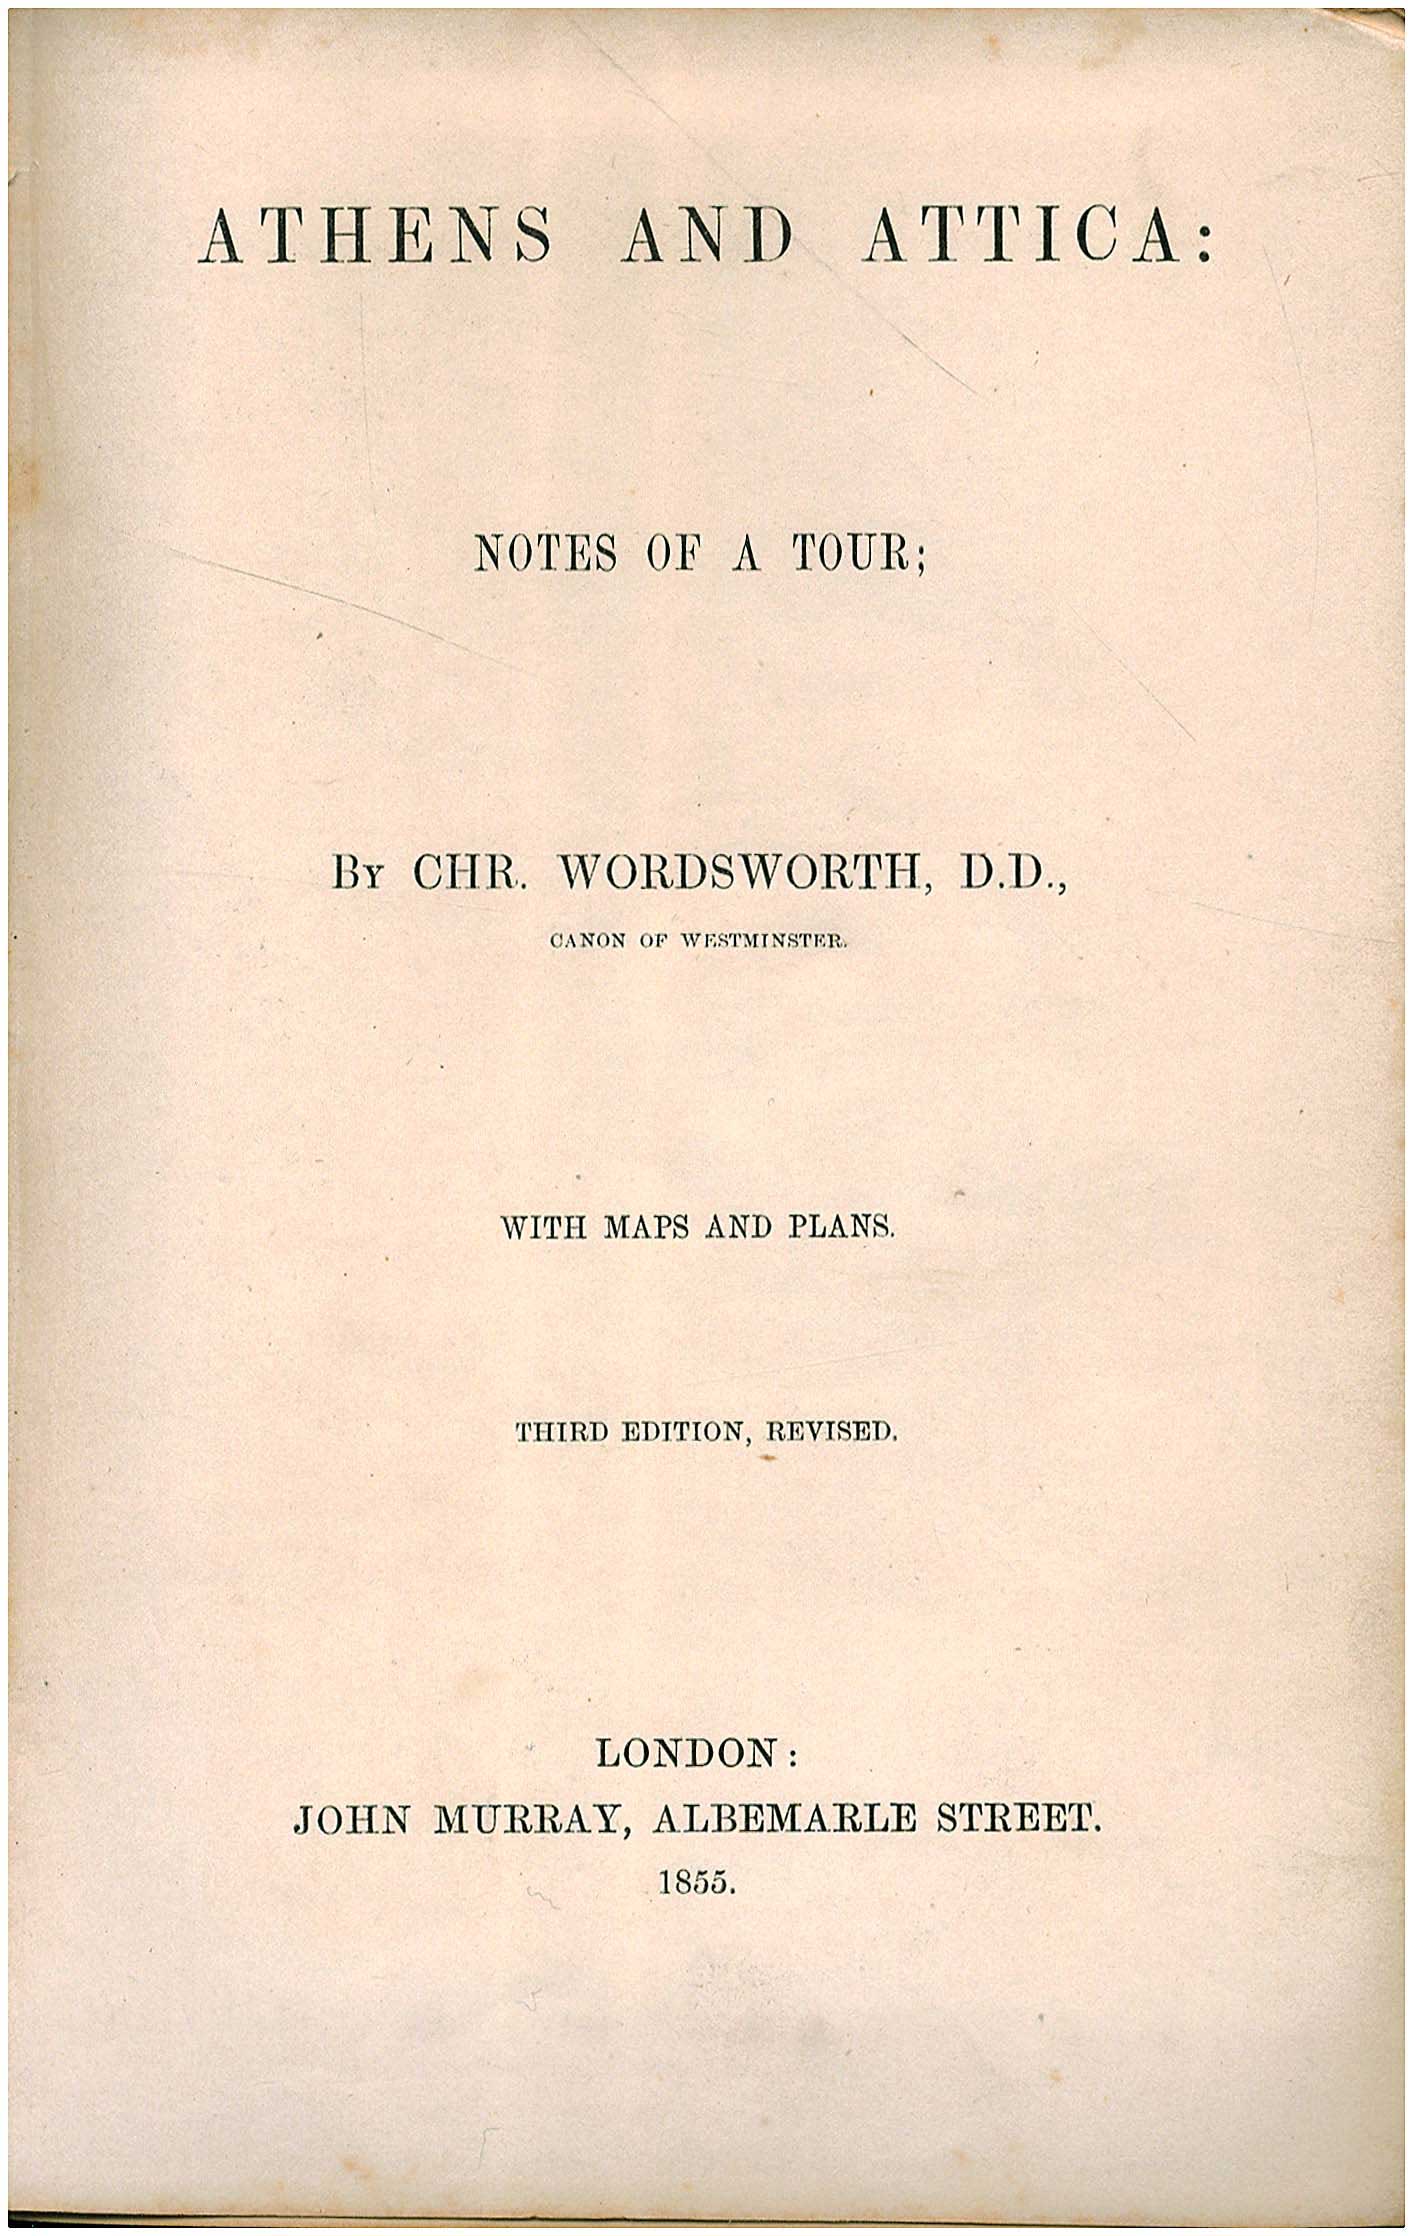 ATHENS AND ATTICA:
NOTES OF A TOUR;
By CHR. WORDSWORTH, D.D.,
CANON OF WESTMINSTER.
WITH MAPS AND PLANS.
THIRD EDITION, REVISED.
LONDON:
JOHN MURRAY, ALBEMARLE STREET.
1855.